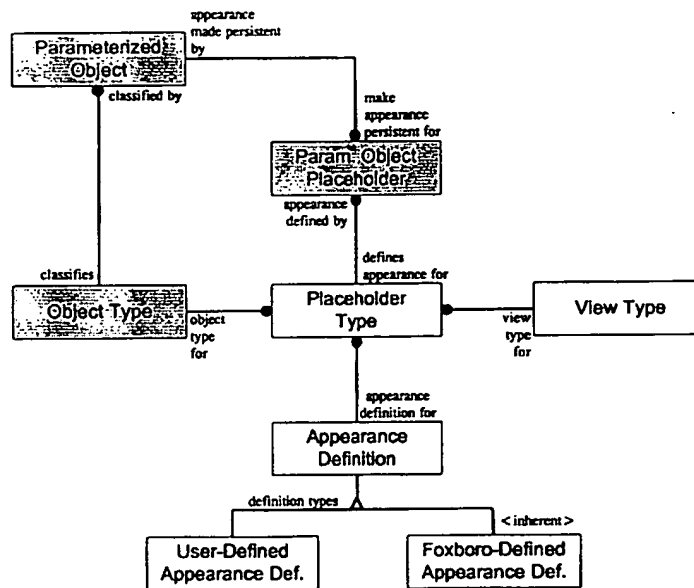 appearance
made persistent
by
Parameterized
Object
classified by
make
appearance
persistent for
Param. Object
Placeholder
appearance
defined by
defines
appearance for
classifies
Object Type
object
type
for
Placeholder
Type
view
type
for
View Type
appearance
definition for
Appearance
Definition
definition types
<inherent>
User-Defined
Appearance Def.
Foxboro-Defined
Appearance Def.